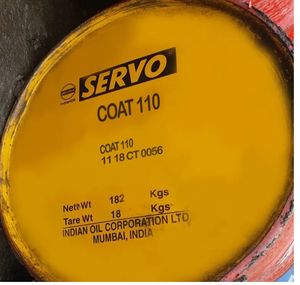 SERVO
COAT 110
COAT 110
11 18 CT 0056
Nett Wt 182 Kgs
Tare Wt 18 Kgs
INDIAN OIL CORPORATION LTD
MUMBAI, INDIA